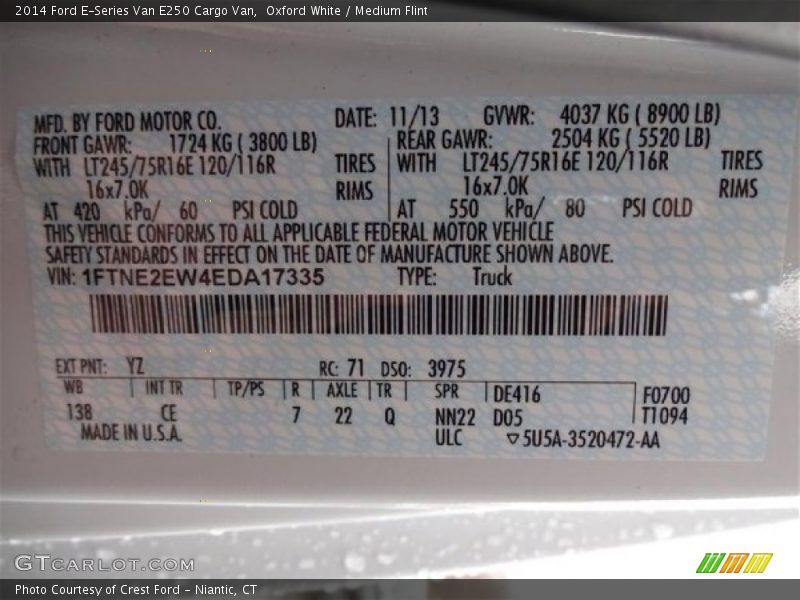 2014 Ford E-Series Van E250 Cargo Van,  Oxford White / Medium Flint
MFD. BY FORD MOTOR CO. DATE: 11/13 GVWR: 4037 KG ( 8900 LB)
FRONT GAWR: 1724 KG ( 3800 LB) REAR GAWR: 2504 KG ( 5520 LB)
WITH LT245/75R16E 120/116R TIRES WITH LT245/75R16E 120/116R TIRES
16x7.0K RIMS 16x7.0K RIMS
AT 420 kPa/ 60 PSI COLD AT 550 kPa/ 80 PSI COLD
THIS VEHICLE CONFORMS TO ALL APPLICABLE FEDERAL MOTOR VEHICLE
SAFETY STANDARDS IN EFFECT ON THE DATE OF MANUFACTURE SHOWN ABOVE.
VIN: 1FTNE2EW4EDA17335 TYPE: Truck
EXT PNT: YZ RC: 71 DSO: 3975
WB INT TR TP/PS R AXLE TR SPR DE416 F0700
138 CE 7 22 Q NN22 D05 T1094
MADE IN U.S.A. ULC ▽5U5A-3520472-AA
GTCARLOT.COM
Photo Courtesy of Crest Ford - Niantic, CT